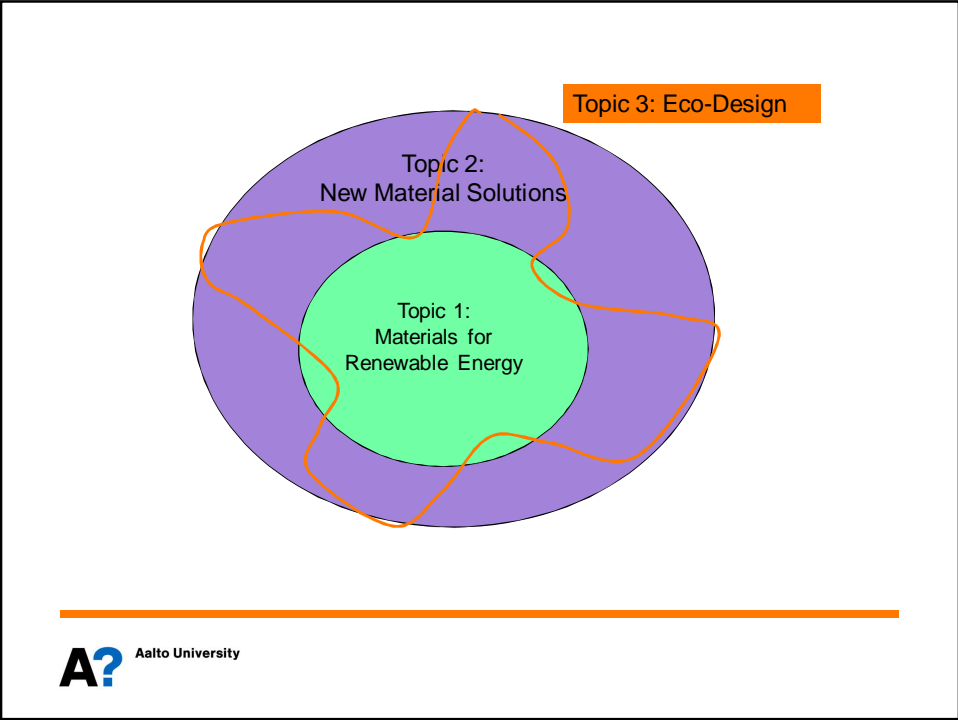 Topic 3: Eco-Design
Topic 2:
New Material Solutions
Topic 1:
Materials for
Renewable Energy
A?
Aalto University